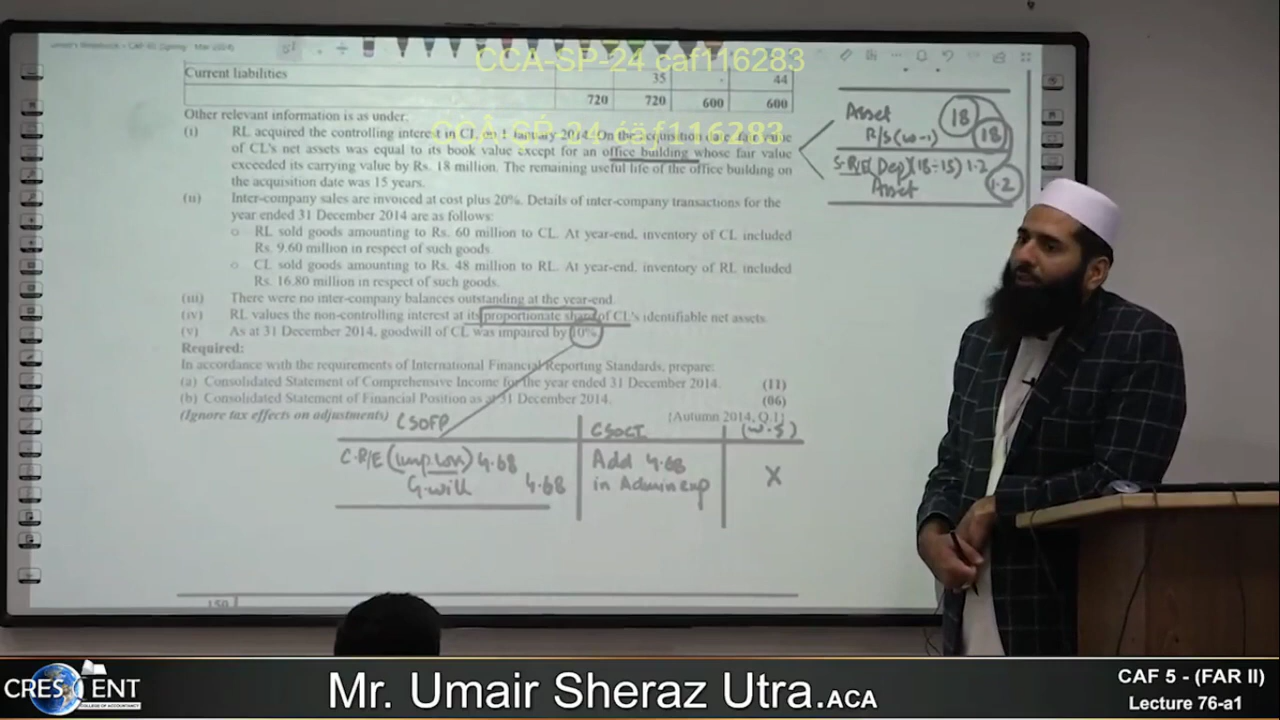 CCA-SP-24 caf116283
Current liabilities 35 - 44
720 720 600 600
Other relevant information is as under:
(i) RL acquired the controlling interest in CL on 1 January 2014. On the acquisition date, fair value
of CL's net assets was equal to its book value except for an office building whose fair value
exceeded its carrying value by Rs. 18 million. The remaining useful life of the office building on
the acquisition date was 15 years.
(ii) Inter-company sales are invoiced at cost plus 20%. Details of inter-company transactions for the
year ended 31 December 2014 are as follows:
o RL sold goods amounting to Rs. 60 million to CL. At year-end, inventory of CL included
Rs. 9.60 million in respect of such goods.
o CL sold goods amounting to Rs. 48 million to RL. At year-end, inventory of RL included
Rs. 16.80 million in respect of such goods.
(iii) There were no inter-company balances outstanding at the year-end.
(iv) RL values the non-controlling interest at its proportionate share of CL's identifiable net assets.
(v) As at 31 December 2014, goodwill of CL was impaired by 10%.
Required:
In accordance with the requirements of International Financial Reporting Standards, prepare:
(a) Consolidated Statement of Comprehensive Income for the year ended 31 December 2014. (11)
(b) Consolidated Statement of Financial Position as at 31 December 2014. (06)
(Ignore tax effects on adjustments) {Autumn 2014, Q.1}
CSOFP CSOCI (W-5)
C.R/E (Imp Loss) 4.68 Add 4.68 X
G.will 4.68 in Admin exp
Asset 18
R/S (W-1) 18
S.R/E (Dep) (18÷15) 1.2
Asset 1.2
159
CRESCENT
COLLEGE OF ACCOUNTANCY
Mr. Umair Sheraz Utra.ACA
CAF 5 - (FAR II)
Lecture 76-a1